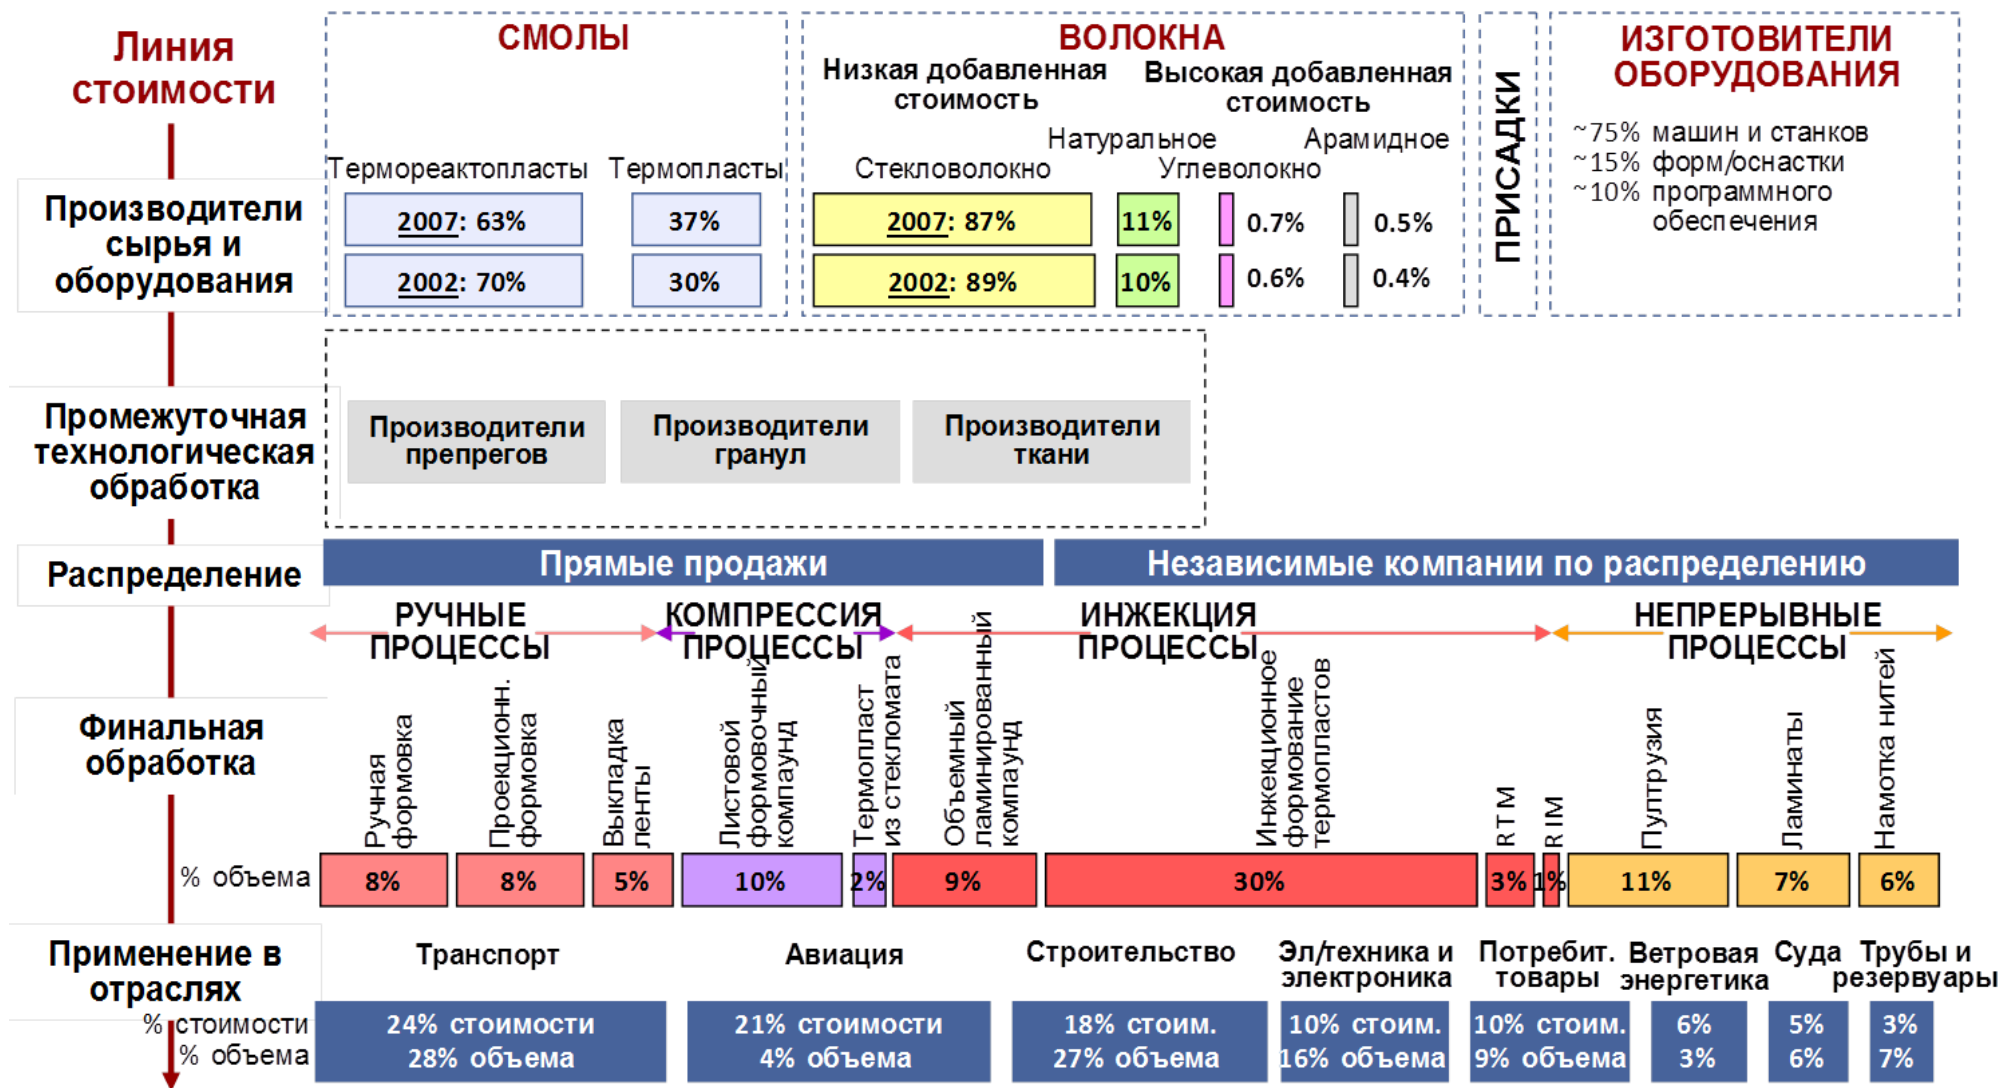 Линия
стоимости
СМОЛЫ
Термореактопласты
Термопласты
ВОЛОКНА
Низкая добавленная
стоимость
Высокая добавленная
стоимость
Натуральное
Арамидное
Стекловолокно
Углеволокно
ПРИСАДКИ
ИЗГОТОВИТЕЛИ
ОБОРУДОВАНИЯ
~75% машин и станков
~15% форм/оснастки
~10% программного
обеспечения
Производители
сырья и
оборудования
2007: 63%
37%
2007: 87%
11%
0.7%
0.5%
2002: 70%
30%
2002: 89%
10%
0.6%
0.4%
Промежуточная
технологическая
обработка
Производители
препрегов
Производители
гранул
Производители
ткани
Распределение
Прямые продажи
Независимые компании по распределению
РУЧНЫЕ
ПРОЦЕССЫ
КОМПРЕССИЯ
ПРОЦЕССЫ
ИНЖЕКЦИЯ
ПРОЦЕССЫ
НЕПРЕРЫВНЫЕ
ПРОЦЕССЫ
Финальная
обработка
Ручная
формовка
Проекционн.
формовка
Выкладка
ленты
Листовой
формовочный
компаунд
Термопласт
из стекломата
Объемный
ламинированный
компаунд
Инжекционное
формование
термопластов
RTM
RIM
Пултрузия
Ламинаты
Намотка нитей
% объема
8%
8%
5%
10%
2%
9%
30%
3%
1%
11%
7%
6%
Применение в
отраслях
% стоимости
% объема
Транспорт
24% стоимости
28% объема
Авиация
21% стоимости
4% объема
Строительство
18% стоим.
27% объема
Эл/техника и
электроника
10% стоим.
16% объема
Потребит.
товары
10% стоим.
9% объема
Ветровая
энергетика
6%
3%
Суда
5%
6%
Трубы и
резервуары
3%
7%